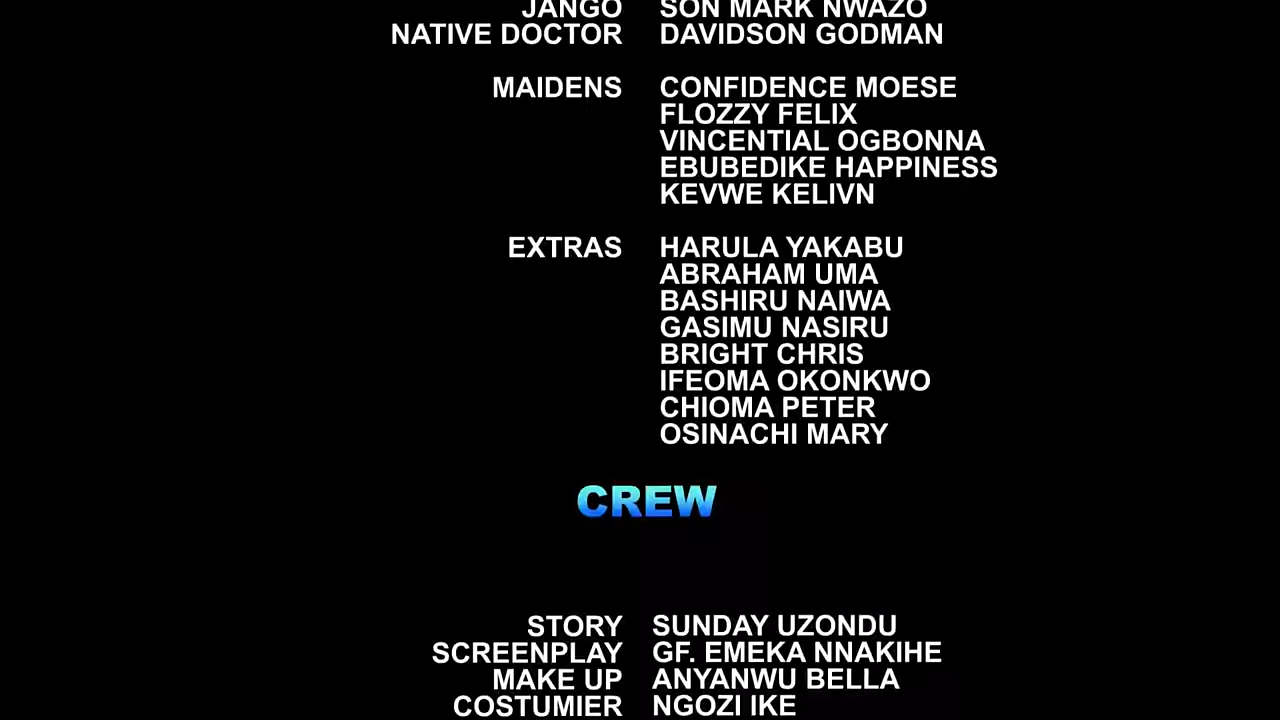 JANGO SON MARK NWAZO
NATIVE DOCTOR DAVIDSON GODMAN
MAIDENS CONFIDENCE MOESE
FLOZZY FELIX
VINCENTIAL OGBONNA
EBUBEDIKE HAPPINESS
KEVWE KELIVN
EXTRAS HARULA YAKABU
ABRAHAM UMA
BASHIRU NAIWA
GASIMU NASIRU
BRIGHT CHRIS
IFEOMA OKONKWO
CHIOMA PETER
OSINACHI MARY
CREW
STORY SUNDAY UZONDU
SCREENPLAY GF. EMEKA NNAKIHE
MAKE UP ANYANWU BELLA
COSTUMIER NGOZI IKE